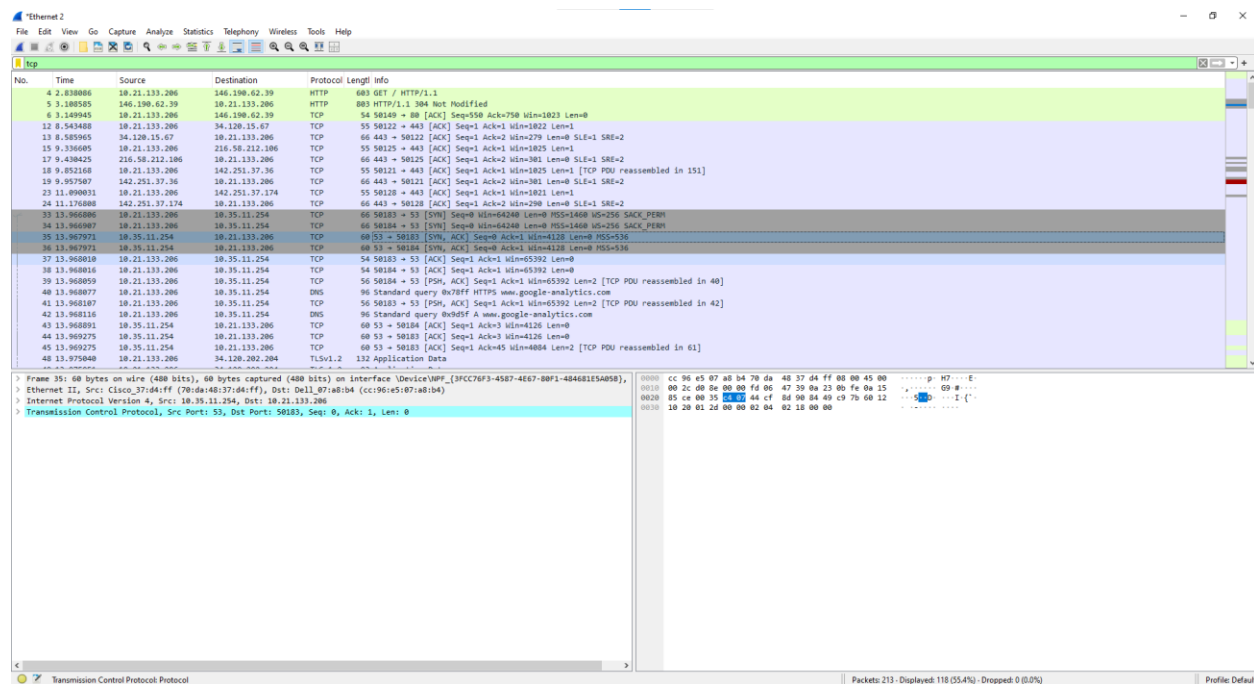 *Ethernet 2
File Edit View Go Capture Analyze Statistics Telephony Wireless Tools Help
tcp
No. Time Source Destination Protocol Lengtl Info
4 2.838086 10.21.133.206 146.190.62.39 HTTP 603 GET / HTTP/1.1
5 3.108585 146.190.62.39 10.21.133.206 HTTP 803 HTTP/1.1 304 Not Modified
6 3.149945 10.21.133.206 146.190.62.39 TCP 54 50149 → 80 [ACK] Seq=550 Ack=750 Win=1023 Len=0
12 8.543488 10.21.133.206 34.120.15.67 TCP 55 50122 → 443 [ACK] Seq=1 Ack=1 Win=1022 Len=1
13 8.585965 34.120.15.67 10.21.133.206 TCP 66 443 → 50122 [ACK] Seq=1 Ack=2 Win=279 Len=0 SLE=1 SRE=2
15 9.336605 10.21.133.206 216.58.212.106 TCP 55 50125 → 443 [ACK] Seq=1 Ack=1 Win=1025 Len=1
17 9.430425 216.58.212.106 10.21.133.206 TCP 66 443 → 50125 [ACK] Seq=1 Ack=2 Win=301 Len=0 SLE=1 SRE=2
18 9.852168 10.21.133.206 142.251.37.36 TCP 55 50121 → 443 [ACK] Seq=1 Ack=1 Win=1025 Len=1 [TCP PDU reassembled in 151]
19 9.957507 142.251.37.36 10.21.133.206 TCP 66 443 → 50121 [ACK] Seq=1 Ack=2 Win=301 Len=0 SLE=1 SRE=2
23 11.090031 10.21.133.206 142.251.37.174 TCP 55 50128 → 443 [ACK] Seq=1 Ack=1 Win=1021 Len=1
24 11.176808 142.251.37.174 10.21.133.206 TCP 66 443 → 50128 [ACK] Seq=1 Ack=2 Win=290 Len=0 SLE=1 SRE=2
33 13.966806 10.21.133.206 10.35.11.254 TCP 66 50183 → 53 [SYN] Seq=0 Win=64240 Len=0 MSS=1460 WS=256 SACK_PERM
34 13.966907 10.21.133.206 10.35.11.254 TCP 66 50184 → 53 [SYN] Seq=0 Win=64240 Len=0 MSS=1460 WS=256 SACK_PERM
35 13.967971 10.35.11.254 10.21.133.206 TCP 60 53 → 50183 [SYN, ACK] Seq=0 Ack=1 Win=4128 Len=0 MSS=536
36 13.967971 10.35.11.254 10.21.133.206 TCP 60 53 → 50184 [SYN, ACK] Seq=0 Ack=1 Win=4128 Len=0 MSS=536
37 13.968010 10.21.133.206 10.35.11.254 TCP 54 50183 → 53 [ACK] Seq=1 Ack=1 Win=65392 Len=0
38 13.968016 10.21.133.206 10.35.11.254 TCP 54 50184 → 53 [ACK] Seq=1 Ack=1 Win=65392 Len=0
39 13.968059 10.21.133.206 10.35.11.254 TCP 56 50184 → 53 [PSH, ACK] Seq=1 Ack=1 Win=65392 Len=2 [TCP PDU reassembled in 40]
40 13.968077 10.21.133.206 10.35.11.254 DNS 96 Standard query 0x78ff HTTPS www.google-analytics.com
41 13.968107 10.21.133.206 10.35.11.254 TCP 56 50183 → 53 [PSH, ACK] Seq=1 Ack=1 Win=65392 Len=2 [TCP PDU reassembled in 42]
42 13.968116 10.21.133.206 10.35.11.254 DNS 96 Standard query 0x9d5f A www.google-analytics.com
43 13.968891 10.35.11.254 10.21.133.206 TCP 60 53 → 50184 [ACK] Seq=1 Ack=3 Win=4126 Len=0
44 13.969275 10.35.11.254 10.21.133.206 TCP 60 53 → 50183 [ACK] Seq=1 Ack=3 Win=4126 Len=0
45 13.969275 10.35.11.254 10.21.133.206 TCP 60 53 → 50183 [ACK] Seq=1 Ack=45 Win=4084 Len=2 [TCP PDU reassembled in 61]
48 13.975040 10.21.133.206 34.120.202.204 TLSv1.2 132 Application Data
Frame 35: 60 bytes on wire (480 bits), 60 bytes captured (480 bits) on interface \Device\NPF_{3FCC76F3-4587-4E67-80F1-484681E5A05B},
Ethernet II, Src: Cisco_37:d4:ff (70:da:48:37:d4:ff), Dst: Dell_07:a8:b4 (cc:96:e5:07:a8:b4)
Internet Protocol Version 4, Src: 10.35.11.254, Dst: 10.21.133.206
Transmission Control Protocol, Src Port: 53, Dst Port: 50183, Seq: 0, Ack: 1, Len: 0
0000 cc 96 e5 07 a8 b4 70 da 48 37 d4 ff 08 00 45 00 ······p· H7····E·
0010 00 2c d0 8e 00 00 fd 06 47 39 0a 23 0b fe 0a 15 ·,······ G9·#····
0020 85 ce 00 35 c4 07 44 cf 8d 90 84 49 c9 7b 60 12 ···5··D· ···I·{`·
0030 10 20 01 2d 00 00 02 04 02 18 00 00 · ·-···· ····
Transmission Control Protocol: Protocol
Packets: 213 · Displayed: 118 (55.4%) · Dropped: 0 (0.0%)
Profile: Defaul